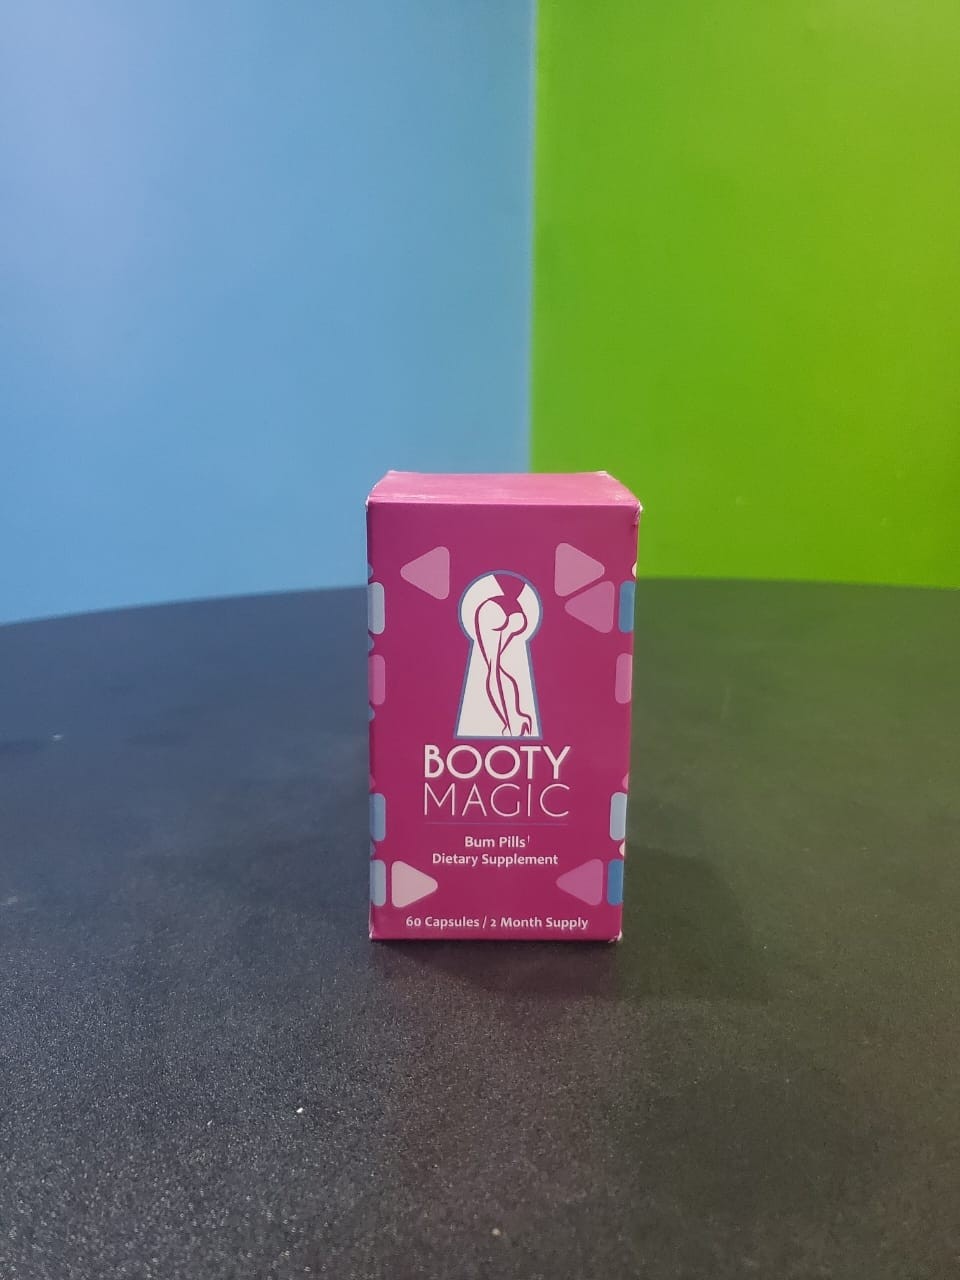 BOOTY
MAGIC
Bum Pills†
Dietary Supplement
60 Capsules / 2 Month Supply